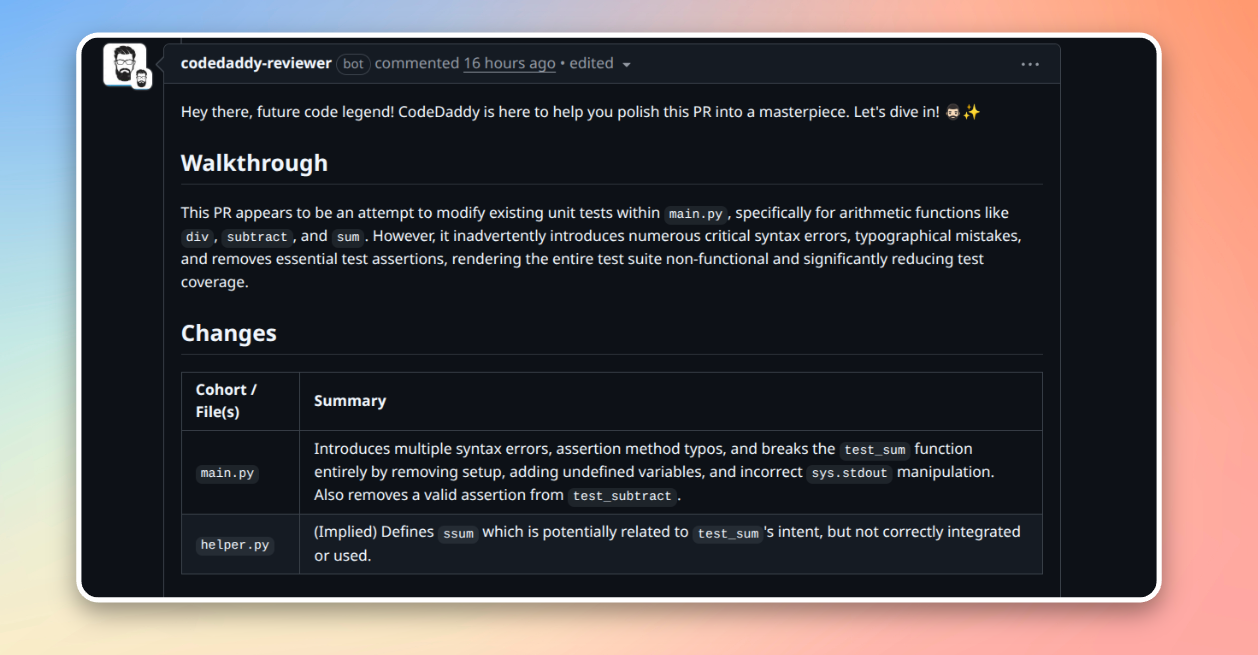 codedaddy-reviewer bot commented 16 hours ago • edited
Hey there, future code legend! CodeDaddy is here to help you polish this PR into a masterpiece. Let's dive in! 🧔🏻✨
Walkthrough
This PR appears to be an attempt to modify existing unit tests within main.py, specifically for arithmetic functions like
div, subtract, and sum. However, it inadvertently introduces numerous critical syntax errors, typographical mistakes,
and removes essential test assertions, rendering the entire test suite non-functional and significantly reducing test
coverage.
Changes
Cohort /
File(s)
Summary
main.py
Introduces multiple syntax errors, assertion method typos, and breaks the test_sum function
entirely by removing setup, adding undefined variables, and incorrect sys.stdout manipulation.
Also removes a valid assertion from test_subtract.
helper.py
(Implied) Defines ssum which is potentially related to test_sum's intent, but not correctly integrated
or used.